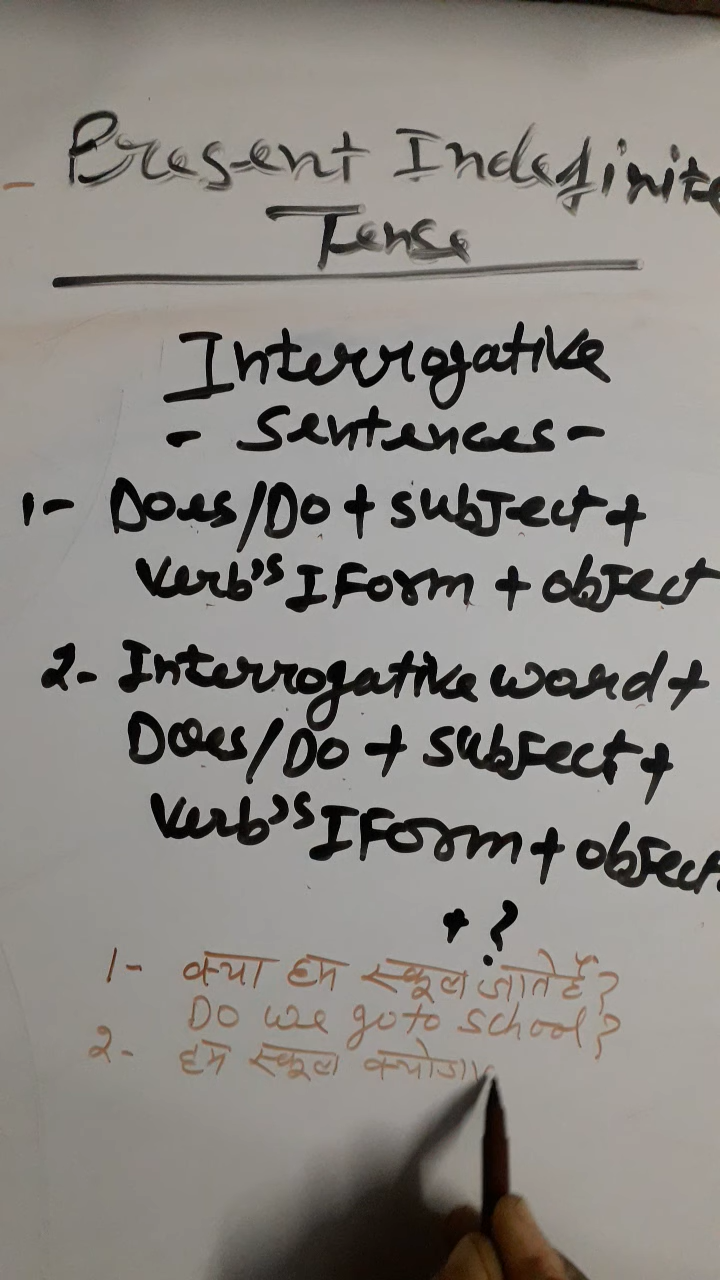 Present Indefinite
Tense
Interrogative
- Sentences -
1- Does/Do + subject +
Verb's I Form + object
2- Interrogative word +
Does/Do + subject +
Verb's I Form + object
+ ?
1- क्या हम स्कूल जाते हैं?
Do we go to school?
2- हम स्कूल क्यों जा